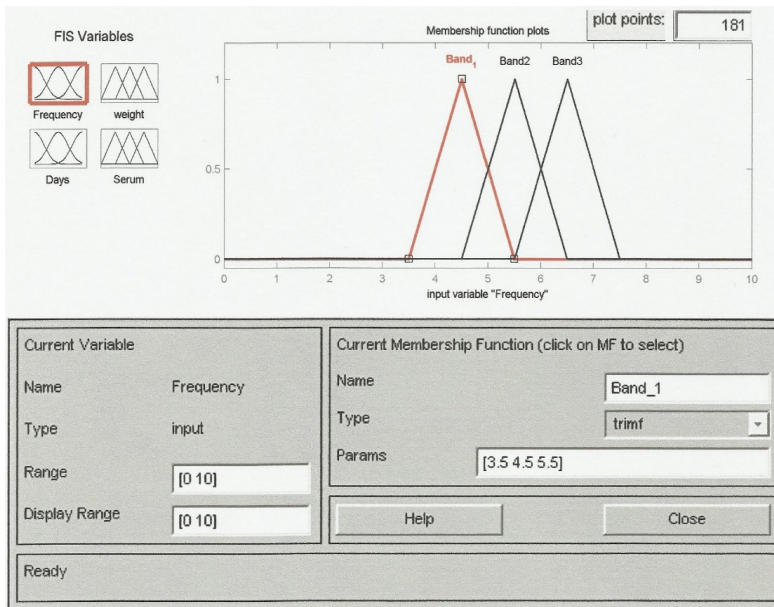 plot points: 181
FIS Variables
Membership function plots
Frequency weight
Days Serum
Band1 Band2 Band3
1
0.5
0
0 1 2 3 4 5 6 7 8 9 10
input variable "Frequency"
Current Variable
Name Frequency
Type input
Range [0 10]
Display Range [0 10]
Current Membership Function (click on MF to select)
Name Band_1
Type trimf
Params [3.5 4.5 5.5]
Help Close
Ready